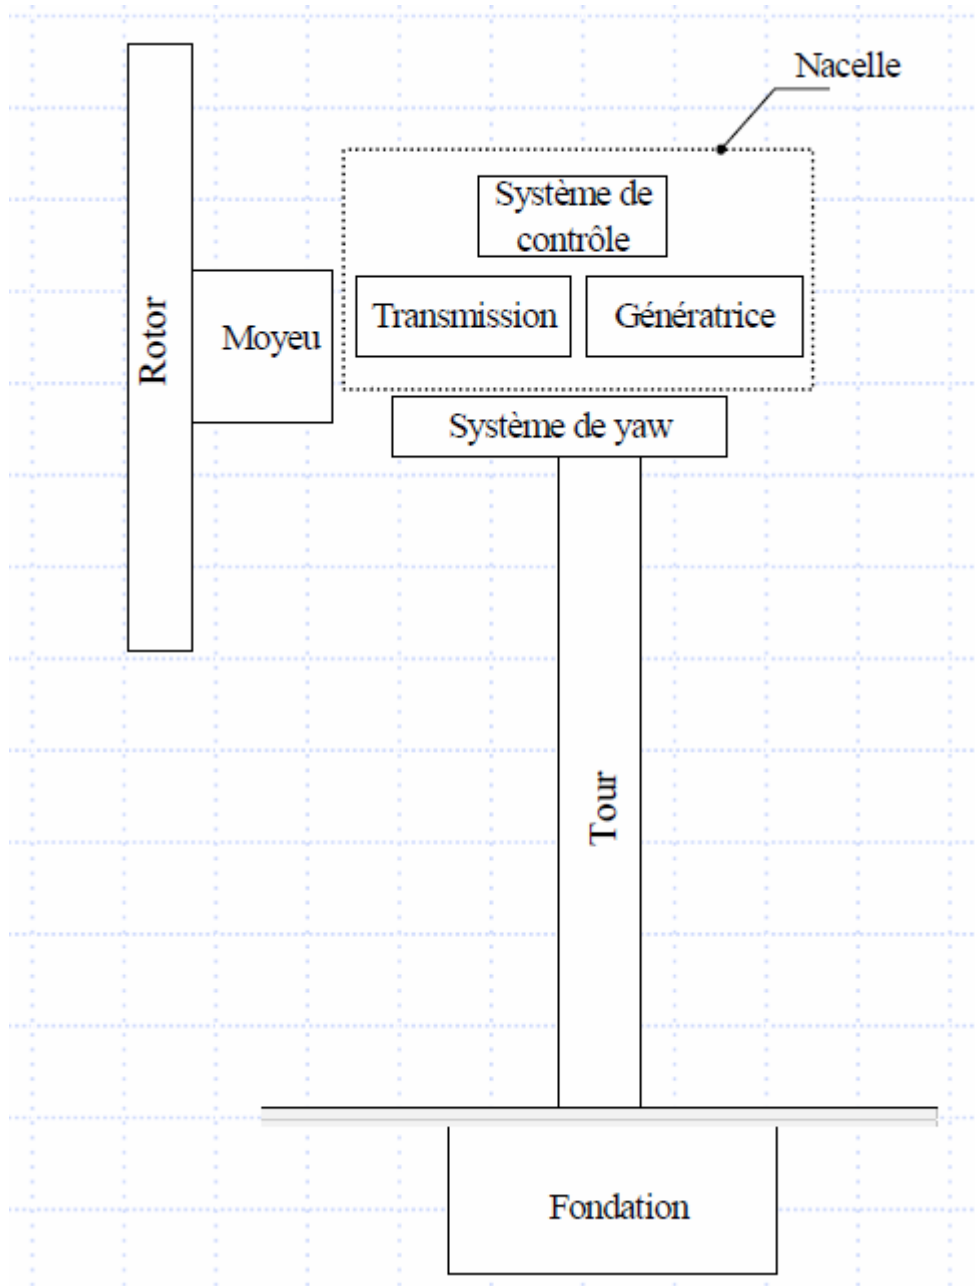 Nacelle
Système de
contrôle
Transmission
Génératrice
Rotor
Moyeu
Système de yaw
Tour
Fondation